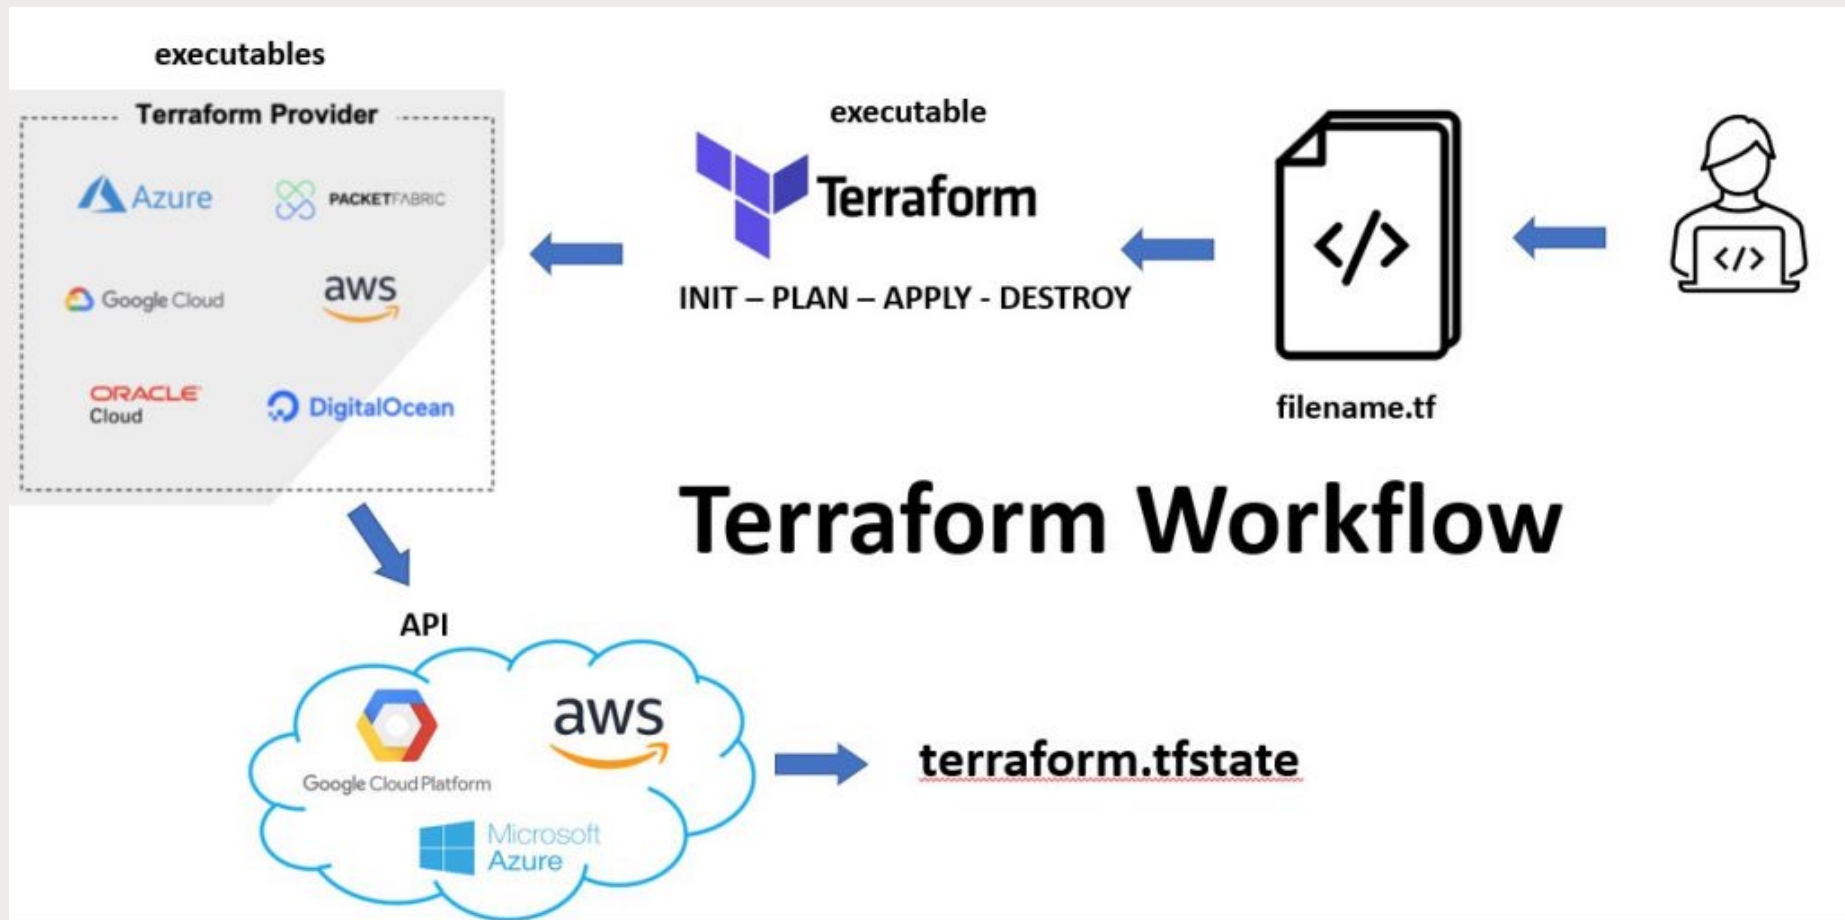 executables
Terraform Provider
Azure
PACKETFABRIC
Google Cloud
aws
ORACLE
Cloud
DigitalOcean
executable
Terraform
INIT – PLAN – APPLY - DESTROY
</>
filename.tf
</>
Terraform Workflow
API
Google Cloud Platform
aws
Microsoft
Azure
terraform.tfstate